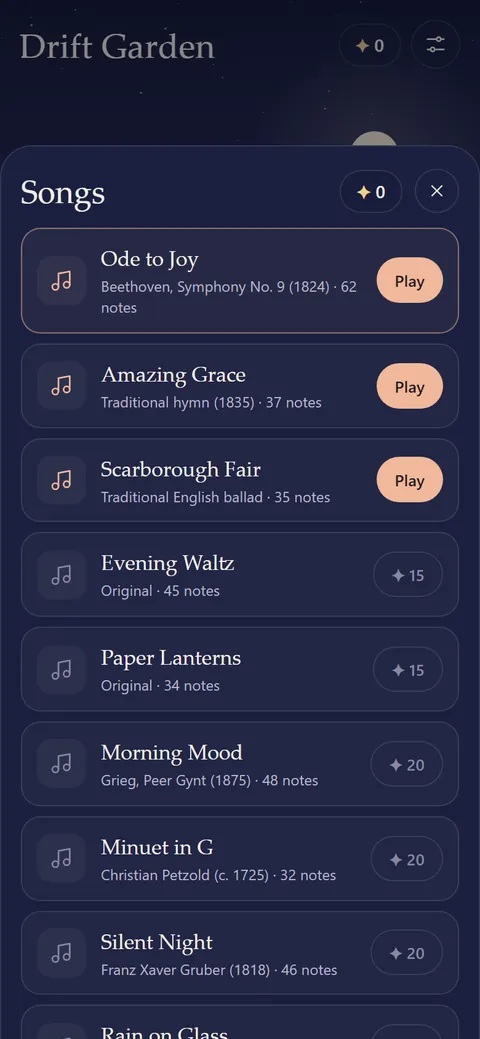 Drift Garden
0
Songs
0
Ode to Joy
Beethoven, Symphony No. 9 (1824) · 62
notes
Play
Amazing Grace
Traditional hymn (1835) · 37 notes
Play
Scarborough Fair
Traditional English ballad · 35 notes
Play
Evening Waltz
Original · 45 notes
15
Paper Lanterns
Original · 34 notes
15
Morning Mood
Grieg, Peer Gynt (1875) · 48 notes
20
Minuet in G
Christian Petzold (c. 1725) · 32 notes
20
Silent Night
Franz Xaver Gruber (1818) · 46 notes
20
Rain on Glass